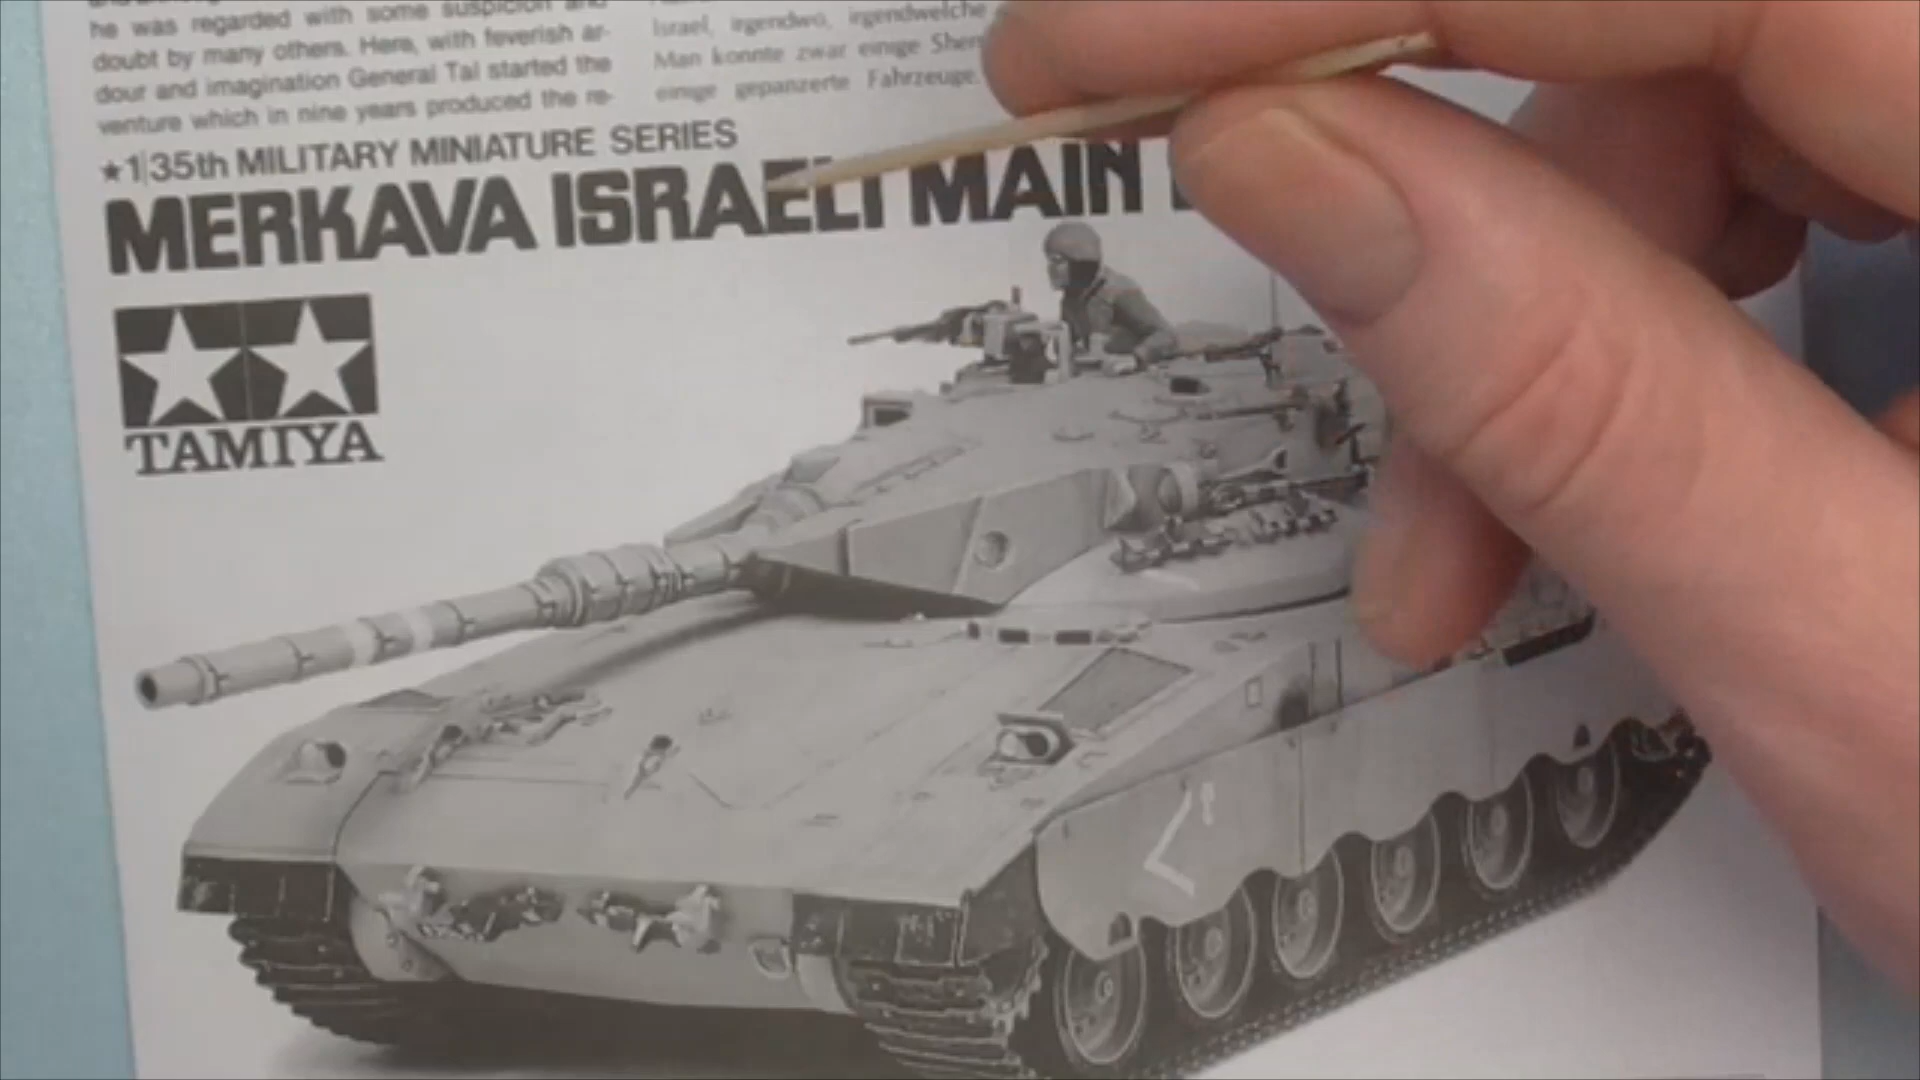 he was regarded with some suspicion and
doubt by many others. Here, with feverish ar-
dour and imagination General Tal started the
venture which in nine years produced the re-
Israel, irgendwo, irgendwelche
Man konnte zwar einige
einige gepanzerte Fahrzeuge.
★1/35th MILITARY MINIATURE SERIES
MERKAVA ISRAELI MAIN
TAMIYA